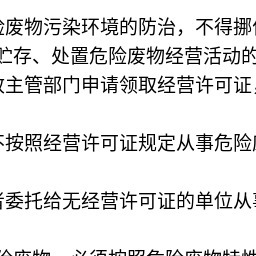 险废物污染环境的防治，不得挪
贮存、处置危险废物经营活动的
政主管部门申请领取经营许可证，
不按照经营许可证规定从事危险
者委托给无经营许可证的单位从事